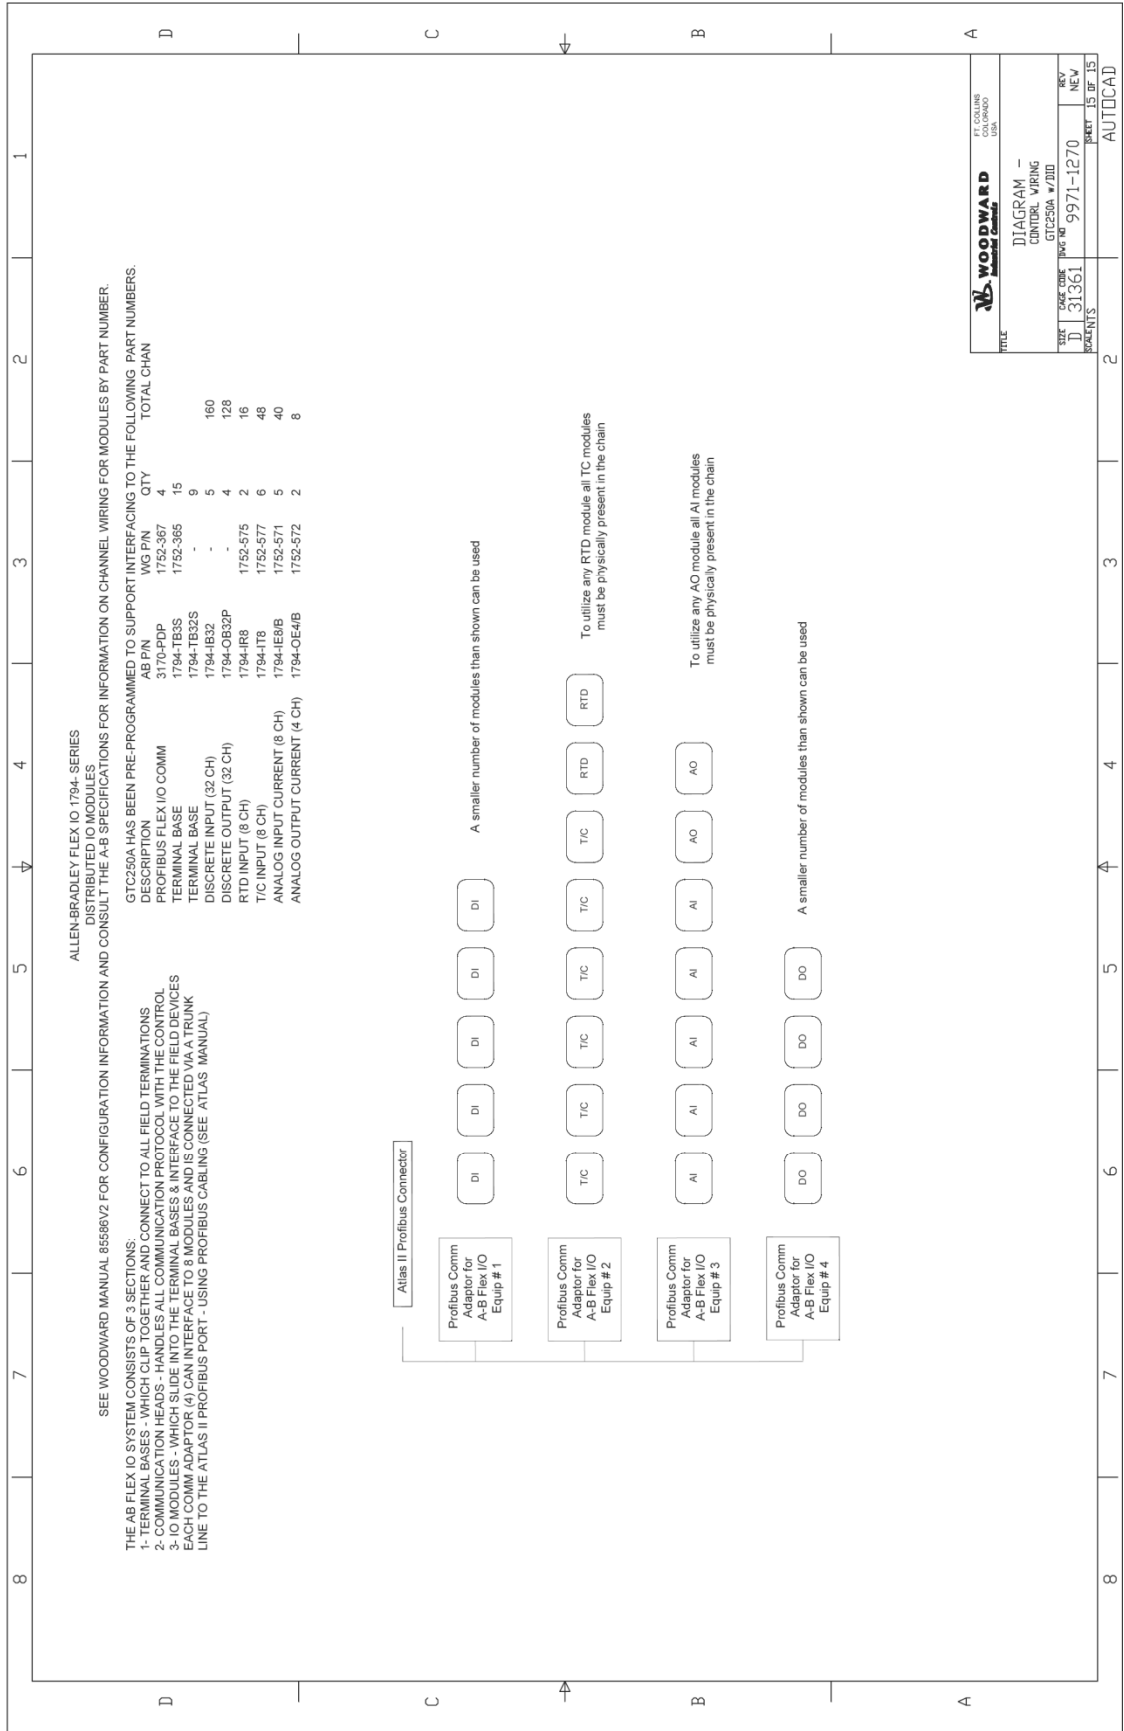 ALLEN-BRADLEY FLEX IO 1794- SERIES
DISTRIBUTED IO MODULES
SEE WOODWARD MANUAL 85586V2 FOR CONFIGURATION INFORMATION AND CONSULT THE A-B SPECIFICATIONS FOR INFORMATION ON CHANNEL WIRING FOR MODULES BY PART NUMBER.
THE AB FLEX IO SYSTEM CONSISTS OF 3 SECTIONS:
1- TERMINAL BASES - WHICH CLIP TOGETHER AND CONNECT TO ALL FIELD TERMINATIONS
2- COMMUNICATION HEADS - HANDLES ALL COMMUNICATION PROTOCOL WITH THE CONTROL
3- IO MODULES - WHICH SLIDE INTO THE TERMINAL BASES & INTERFACE TO THE FIELD DEVICES
EACH COMM ADAPTOR (4) CAN INTERFACE TO 8 MODULES AND IS CONNECTED VIA A TRUNK
LINE TO THE ATLAS II PROFIBUS PORT - USING PROFIBUS CABLING (SEE ATLAS MANUAL)
GTC250A HAS BEEN PRE-PROGRAMMED TO SUPPORT INTERFACING TO THE FOLLOWING PART NUMBERS.
DESCRIPTION AB P/N WG P/N QTY TOTAL CHAN
PROFIBUS FLEX I/O COMM 3170-PDP 1752-367 4
TERMINAL BASE 1794-TB3S 1752-365 15
TERMINAL BASE 1794-TB32S - 9
DISCRETE INPUT (32 CH) 1794-IB32 - 5 160
DISCRETE OUTPUT (32 CH) 1794-OB32P - 4 128
RTD INPUT (8 CH) 1794-IR8 1752-575 2 16
T/C INPUT (8 CH) 1794-IT8 1752-577 6 48
ANALOG INPUT CURRENT (8 CH) 1794-IE8/B 1752-571 5 40
ANALOG OUTPUT CURRENT (4 CH) 1794-OE4/B 1752-572 2 8
Atlas II Profibus Connector
Profibus Comm
Adaptor for
A-B Flex I/O
Equip # 1
DI
DI
DI
DI
DI
A smaller number of modules than shown can be used
Profibus Comm
Adaptor for
A-B Flex I/O
Equip # 2
T/C
T/C
T/C
T/C
T/C
T/C
RTD
RTD
To utilize any RTD module all TC modules
must be physically present in the chain
Profibus Comm
Adaptor for
A-B Flex I/O
Equip # 3
AI
AI
AI
AI
AI
AO
AO
To utilize any AO module all AI modules
must be physically present in the chain
Profibus Comm
Adaptor for
A-B Flex I/O
Equip # 4
DO
DO
DO
DO
A smaller number of modules than shown can be used
WOODWARD
Industrial Controls
FT. COLLINS
COLORADO
USA
TITLE
DIAGRAM -
CONTORL WIRING
GTC250A w/DIO
SIZE
D
CAGE CODE
31361
DWG NO
9971-1270
REV
NEW
SCALE NTS
SHEET 15 OF 15
AUTOCAD
8
7
6
5
4
3
2
1
8
7
6
5
4
3
2
1
D
C
B
A
D
C
B
A